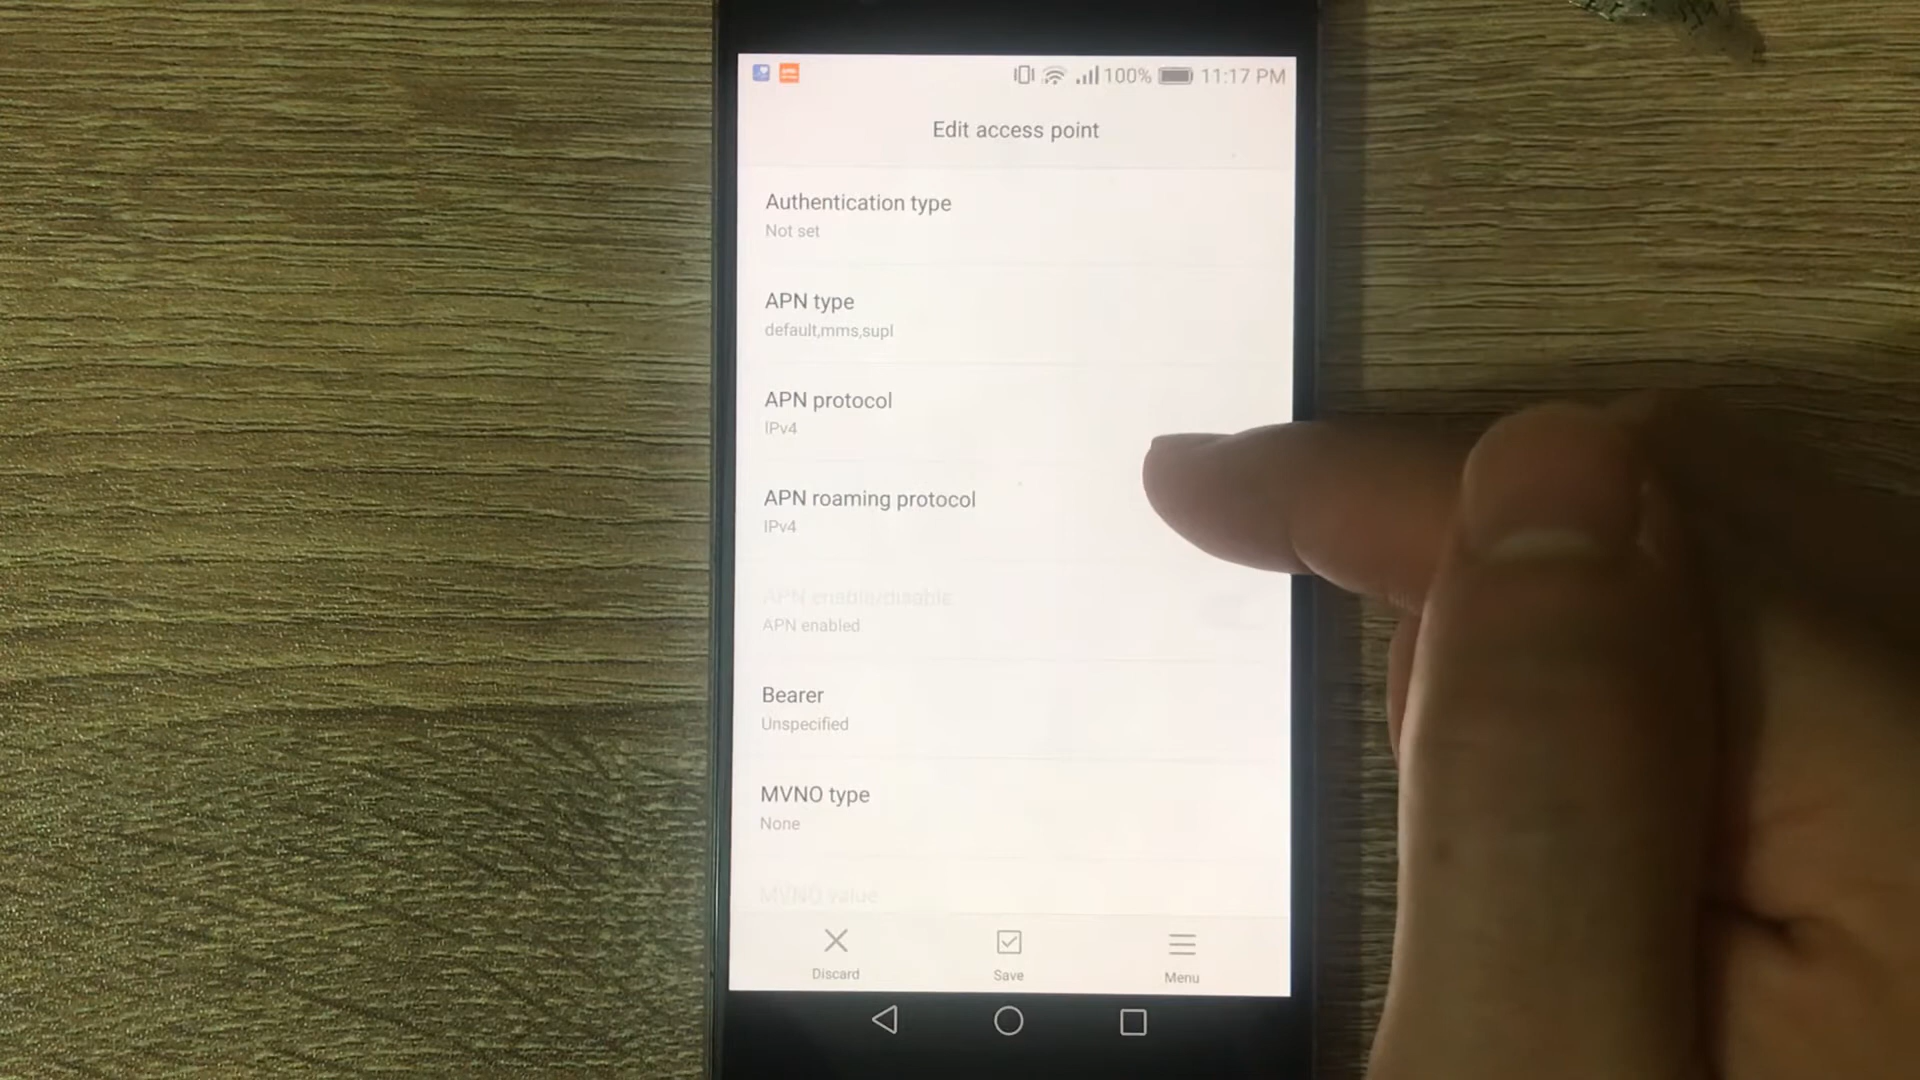 100% 11:17 PM
Edit access point
Authentication type
Not set
APN type
default,mms,supl
APN protocol
IPv4
APN roaming protocol
IPv4
APN enable/disable
APN enabled
Bearer
Unspecified
MVNO type
None
MVNO value
Discard Save Menu